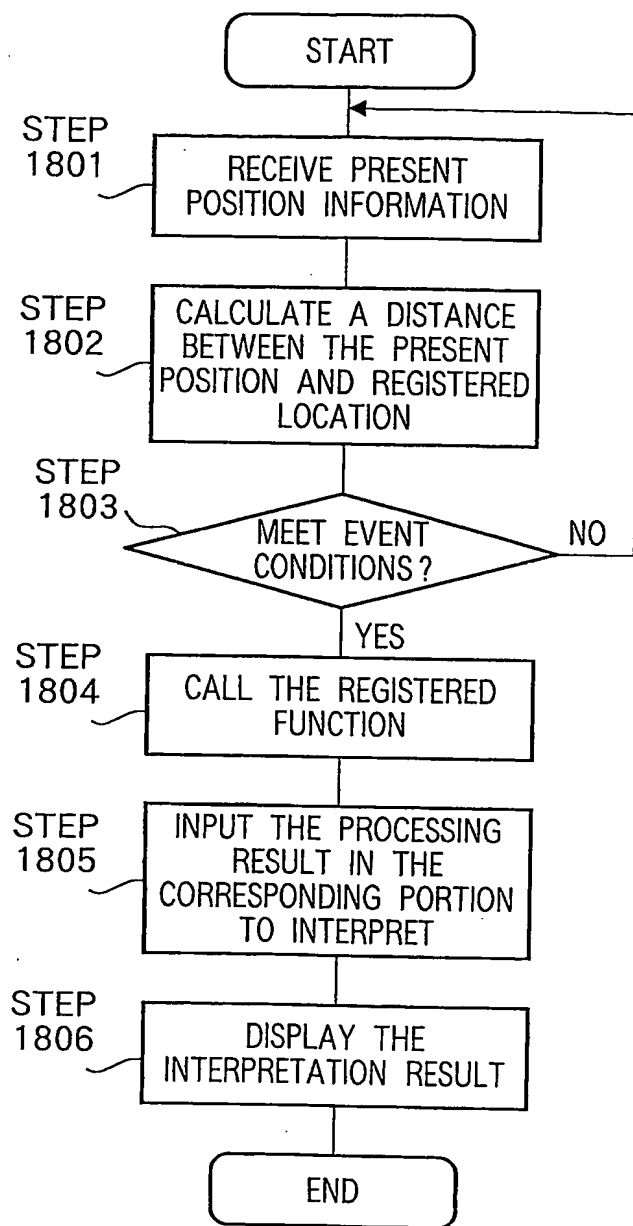 START
STEP
1801
RECEIVE PRESENT
POSITION INFORMATION
STEP
1802
CALCULATE A DISTANCE
BETWEEN THE PRESENT
POSITION AND REGISTERED
LOCATION
STEP
1803
MEET EVENT
CONDITIONS?
NO
YES
STEP
1804
CALL THE REGISTERED
FUNCTION
STEP
1805
INPUT THE PROCESSING
RESULT IN THE
CORRESPONDING PORTION
TO INTERPRET
STEP
1806
DISPLAY THE
INTERPRETATION RESULT
END